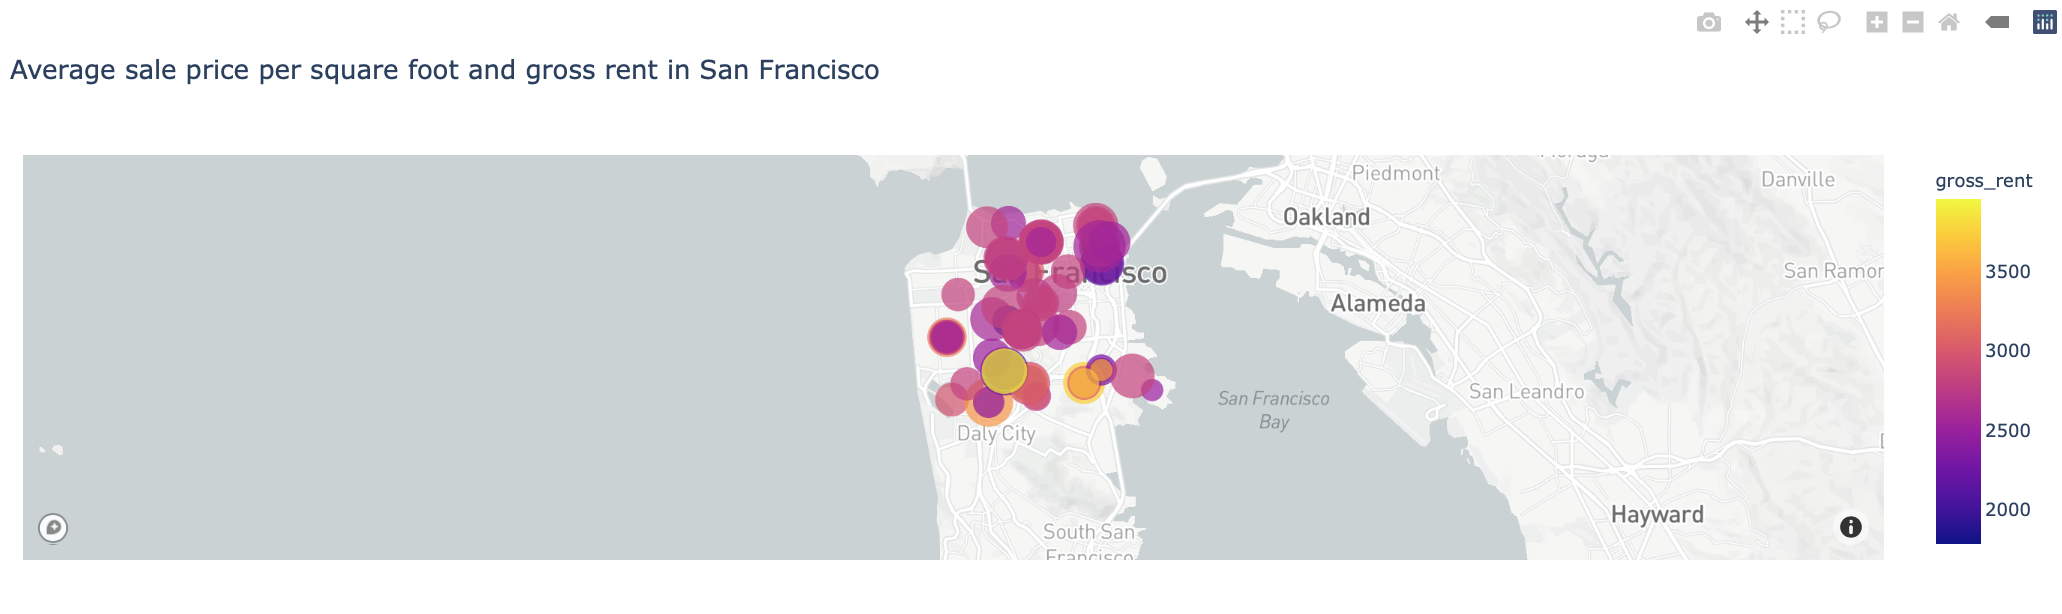 Average sale price per square foot and gross rent in San Francisco
gross_rent
3500
3000
2500
2000
Piedmont
Danville
Oakland
San Francisco
San Ramor
Alameda
San Leandro
San Francisco
Bay
Daly City
Hayward
South San
Francisco